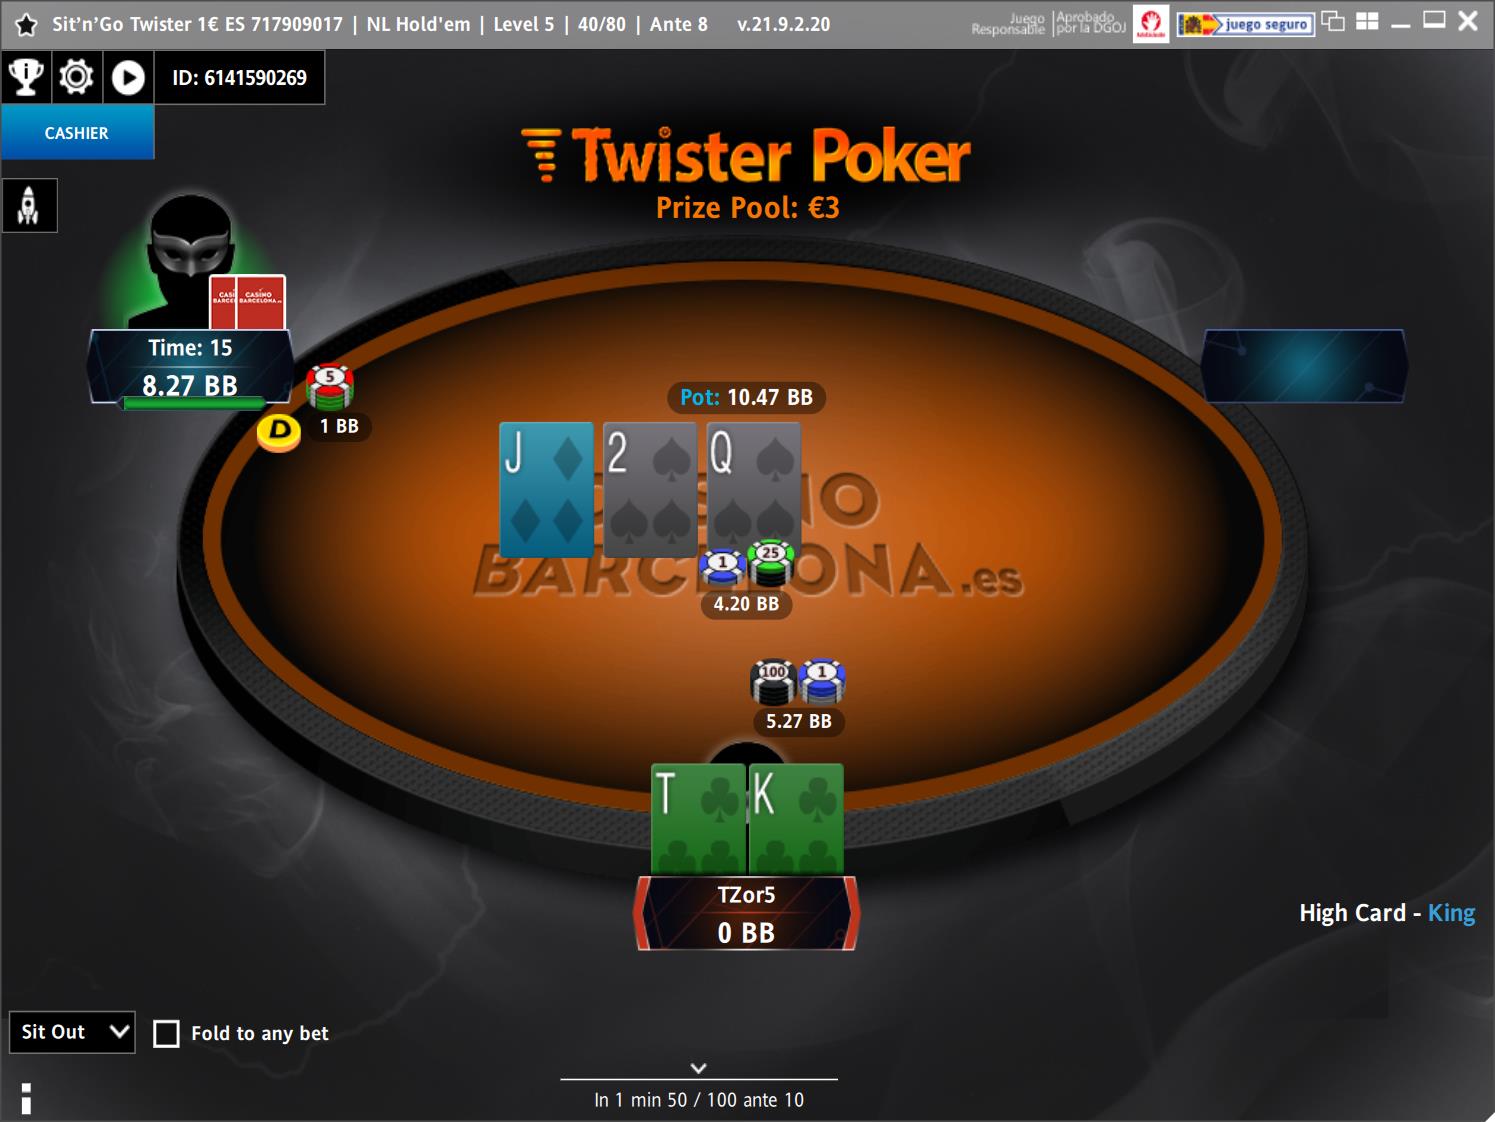 Sit'n'Go Twister 1€ ES 717909017 | NL Hold'em | Level 5 | 40/80 | Ante 8 v.21.9.2.20
Juego Responsable
Aprobado por la DGOJ
juego seguro
ID: 6141590269
CASHIER
Twister Poker
Prize Pool: €3
CASINO BARCELONA.es
Time: 15
8.27 BB
5
1 BB
D
Pot: 10.47 BB
J 2 Q
BARCELONA.es
1 25
4.20 BB
100 1
5.27 BB
T K
TZor5
0 BB
High Card - King
Sit Out
Fold to any bet
In 1 min 50 / 100 ante 10